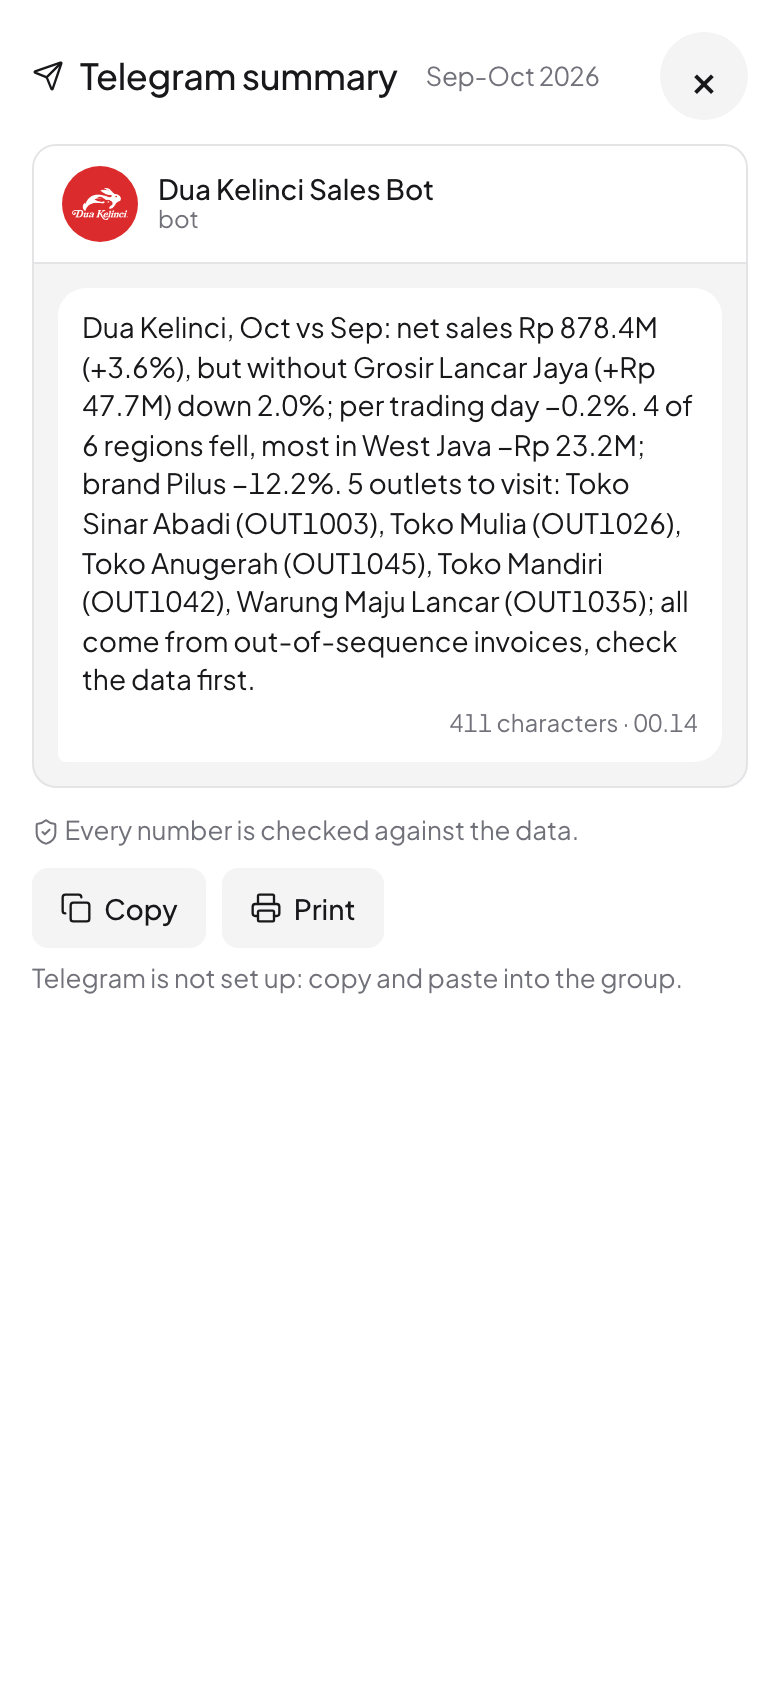 Telegram summary Sep-Oct 2026
Dua Kelinci
Dua Kelinci Sales Bot
bot
Dua Kelinci, Oct vs Sep: net sales Rp 878.4M
(+3.6%), but without Grosir Lancar Jaya (+Rp
47.7M) down 2.0%; per trading day −0.2%. 4 of
6 regions fell, most in West Java −Rp 23.2M;
brand Pilus −12.2%. 5 outlets to visit: Toko
Sinar Abadi (OUT1003), Toko Mulia (OUT1026),
Toko Anugerah (OUT1045), Toko Mandiri
(OUT1042), Warung Maju Lancar (OUT1035); all
come from out-of-sequence invoices, check
the data first.
411 characters · 00.14
Every number is checked against the data.
Copy Print
Telegram is not set up: copy and paste into the group.